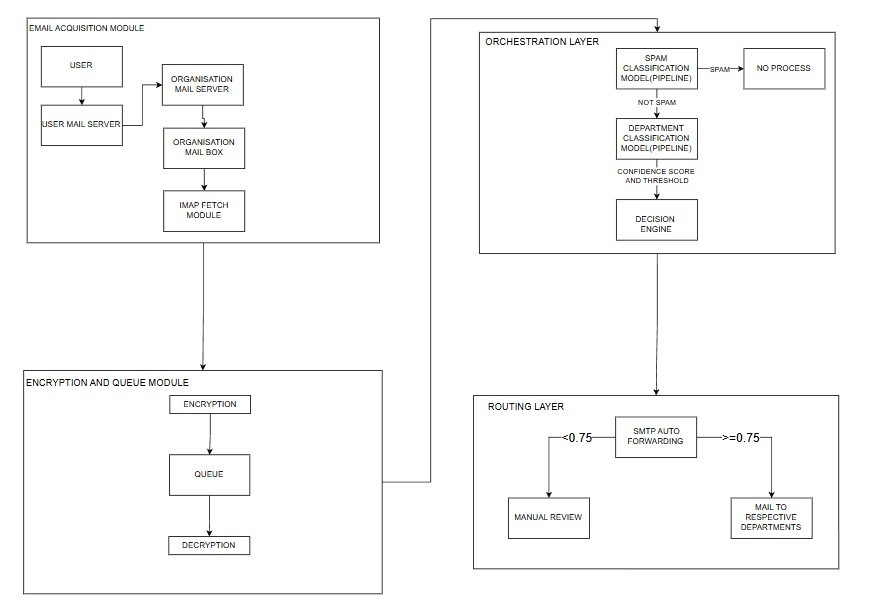 EMAIL ACQUISITION MODULE
USER
USER MAIL SERVER
ORGANISATION
MAIL SERVER
ORGANISATION
MAIL BOX
IMAP FETCH
MODULE
ENCRYPTION AND QUEUE MODULE
ENCRYPTION
QUEUE
DECRYPTION
ORCHESTRATION LAYER
SPAM
CLASSIFICATION
MODEL(PIPELINE)
SPAM
NO PROCESS
NOT SPAM
DEPARTMENT
CLASSIFICATION
MODEL(PIPELINE)
CONFIDENCE SCORE
AND THRESHOLD
DECISION
ENGINE
ROUTING LAYER
SMTP AUTO
FORWARDING
<0.75
>=0.75
MANUAL REVIEW
MAIL TO
RESPECTIVE
DEPARTMENTS